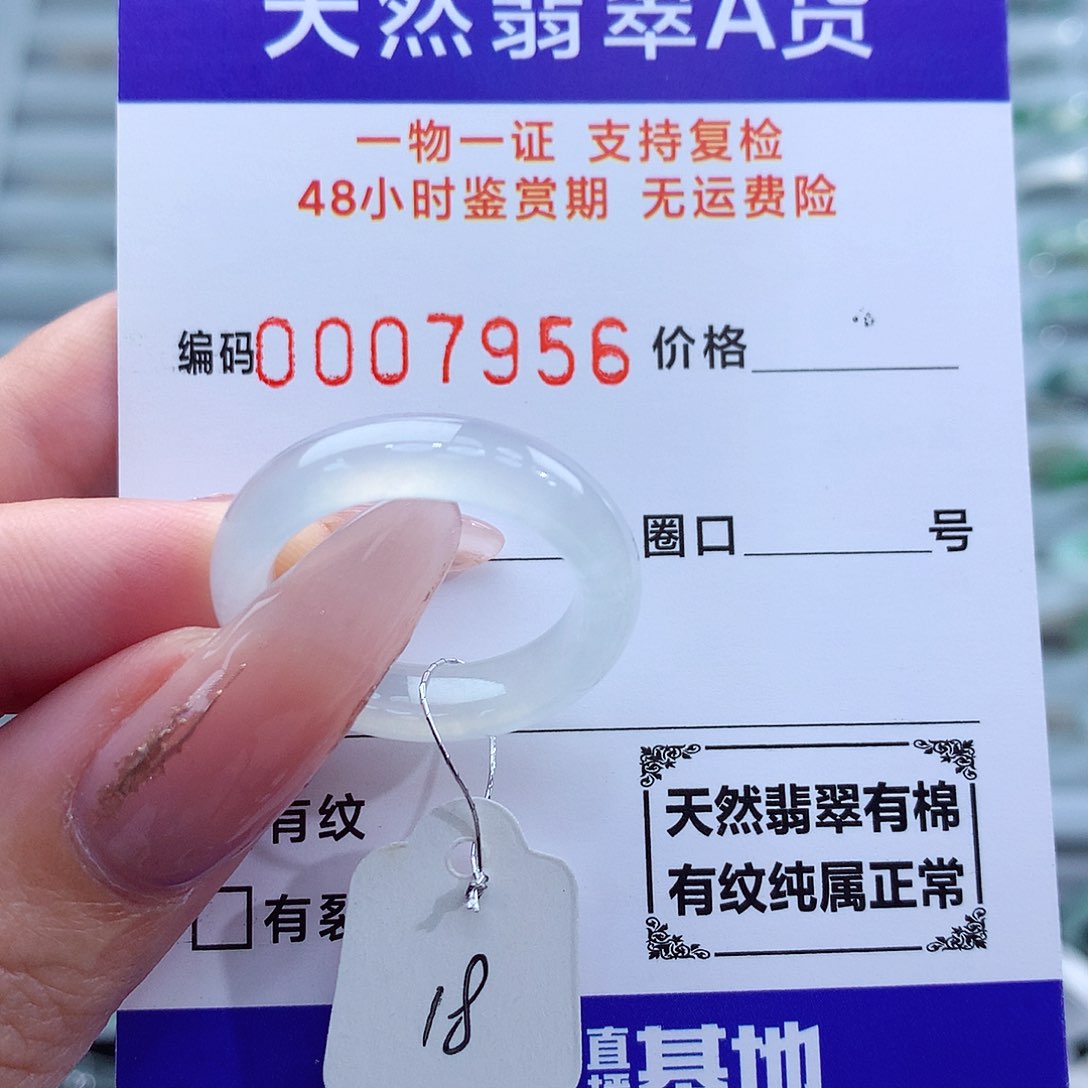 天然翡翠A货
一物一证 支持复检
48小时鉴赏期 无运费险
编码0007956 价格
圈口 号
有纹
有裂
天然翡翠有棉
有纹纯属正常
18
直播基地